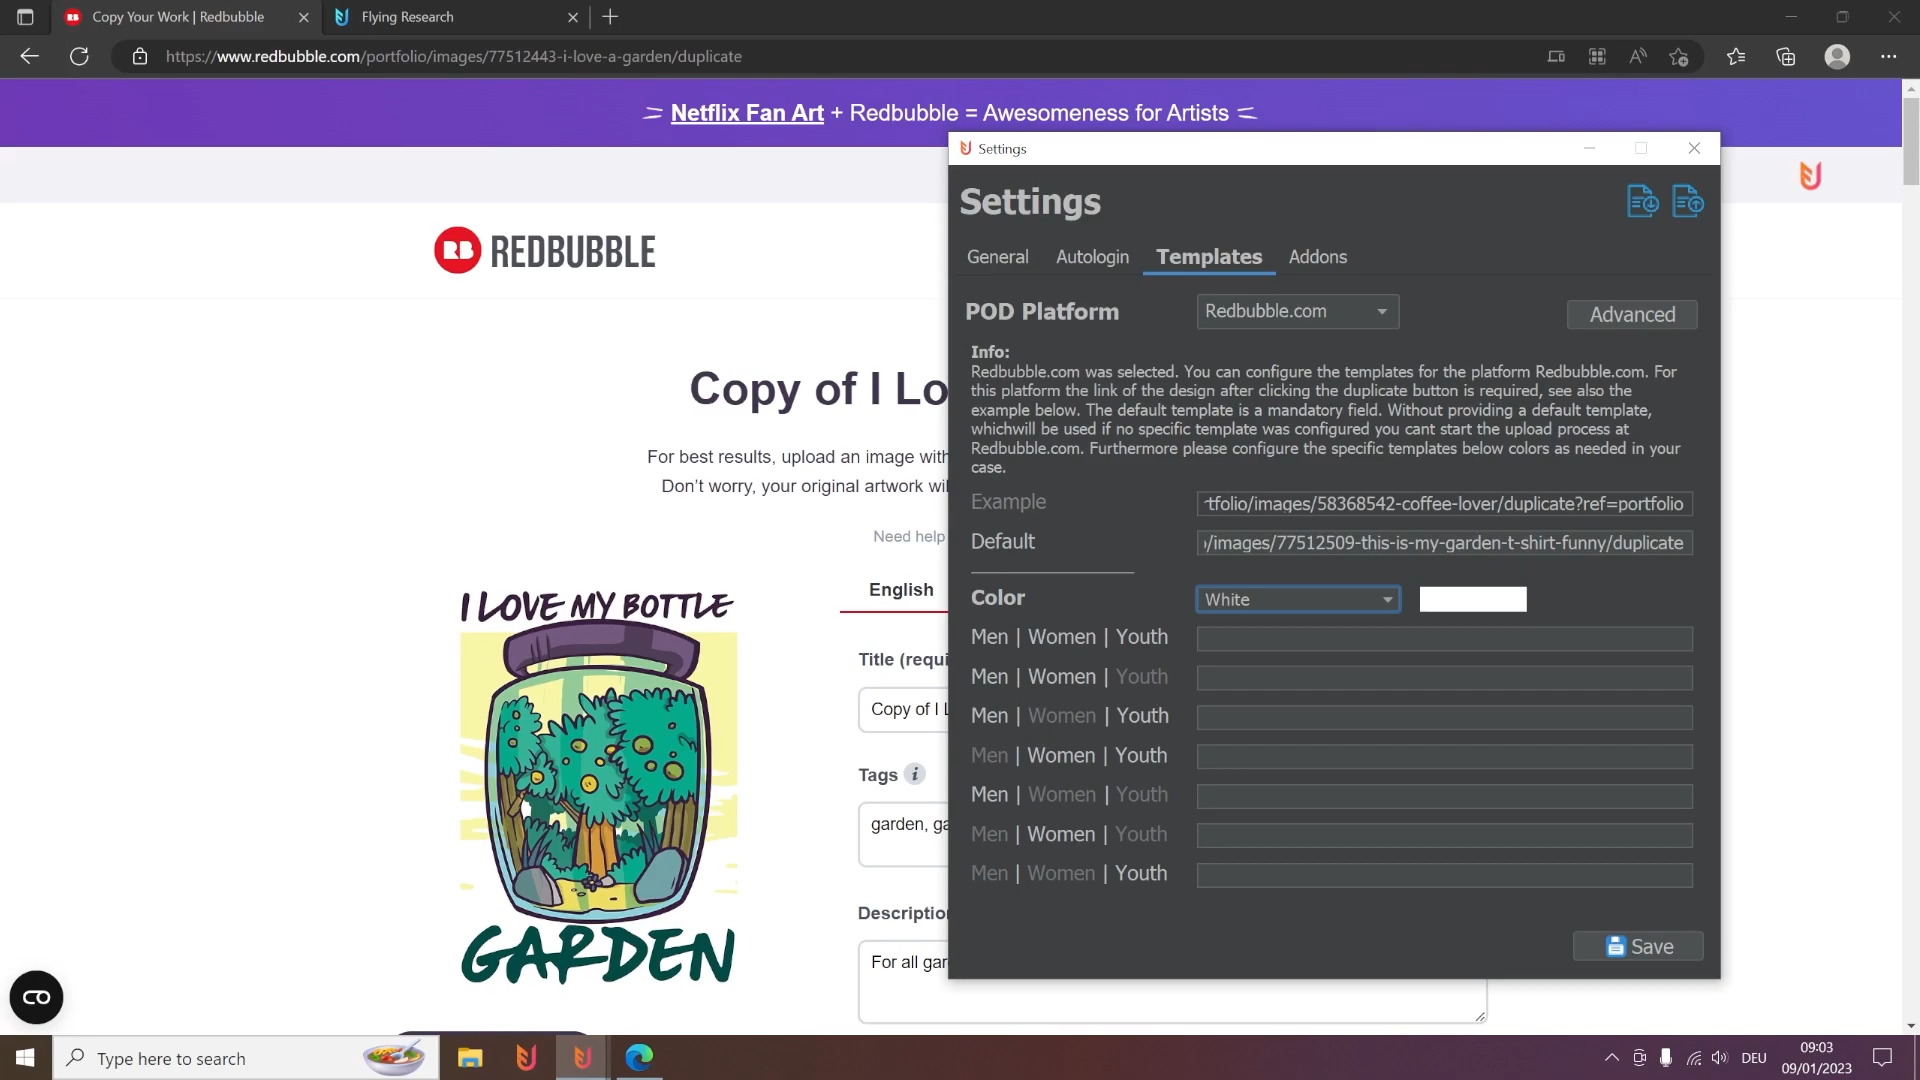 Copy Your Work | Redbubble
Flying Research
https://www.redbubble.com/portfolio/images/77512443-i-love-a-garden/duplicate
Netflix Fan Art + Redbubble = Awesomeness for Artists
RB REDBUBBLE
Copy of I Lo
For best results, upload an image with
Don't worry, your original artwork wil
Need help
I LOVE MY BOTTLE
GARDEN
English
Title (requi
Copy of I L
Tags i
garden, ga
Description
For all gar
Settings
Settings
General Autologin Templates Addons
POD Platform Redbubble.com Advanced
Info:
Redbubble.com was selected. You can configure the templates for the platform Redbubble.com. For
this platform the link of the design after clicking the duplicate button is required, see also the
example below. The default template is a mandatory field. Without providing a default template,
whichwill be used if no specific template was configured you cant start the upload process at
Redbubble.com. Furthermore please configure the specific templates below colors as needed in your
case.
Example tfolio/images/58368542-coffee-lover/duplicate?ref=portfolio
Default /images/77512509-this-is-my-garden-t-shirt-funny/duplicate
Color White
Men | Women | Youth
Men | Women | Youth
Men | Women | Youth
Men | Women | Youth
Men | Women | Youth
Men | Women | Youth
Men | Women | Youth
Save
Type here to search
DEU
09:03
09/01/2023